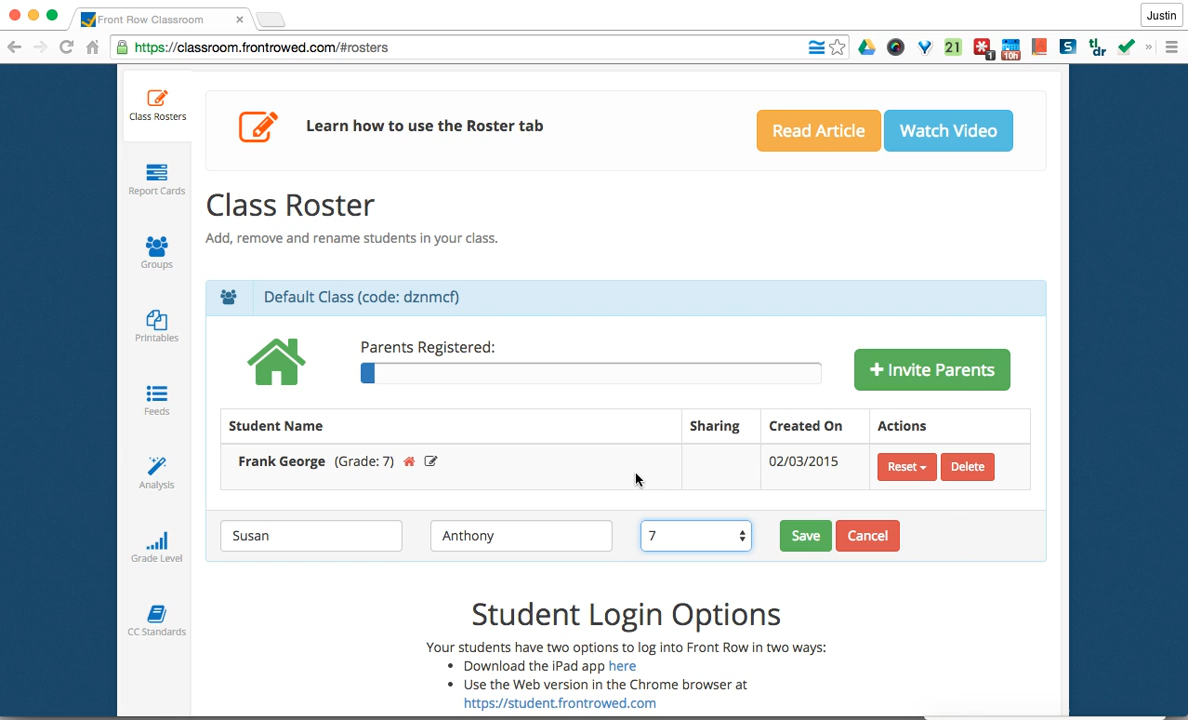 Front Row Classroom
Justin
https://classroom.frontrowed.com/#rosters
21
1
10h
S
tl;
dr
»
Class Rosters
Learn how to use the Roster tab
Read Article
Watch Video
Report Cards
Groups
Printables
Feeds
Analysis
Grade Level
CC Standards
Class Roster
Add, remove and rename students in your class.
Default Class (code: dznmcf)
Parents Registered:
+ Invite Parents
Student Name Sharing Created On Actions
Frank George (Grade: 7) 02/03/2015 Reset Delete
Susan Anthony 7 Save Cancel
Student Login Options
Your students have two options to log into Front Row in two ways:
• Download the iPad app here
• Use the Web version in the Chrome browser at
https://student.frontrowed.com